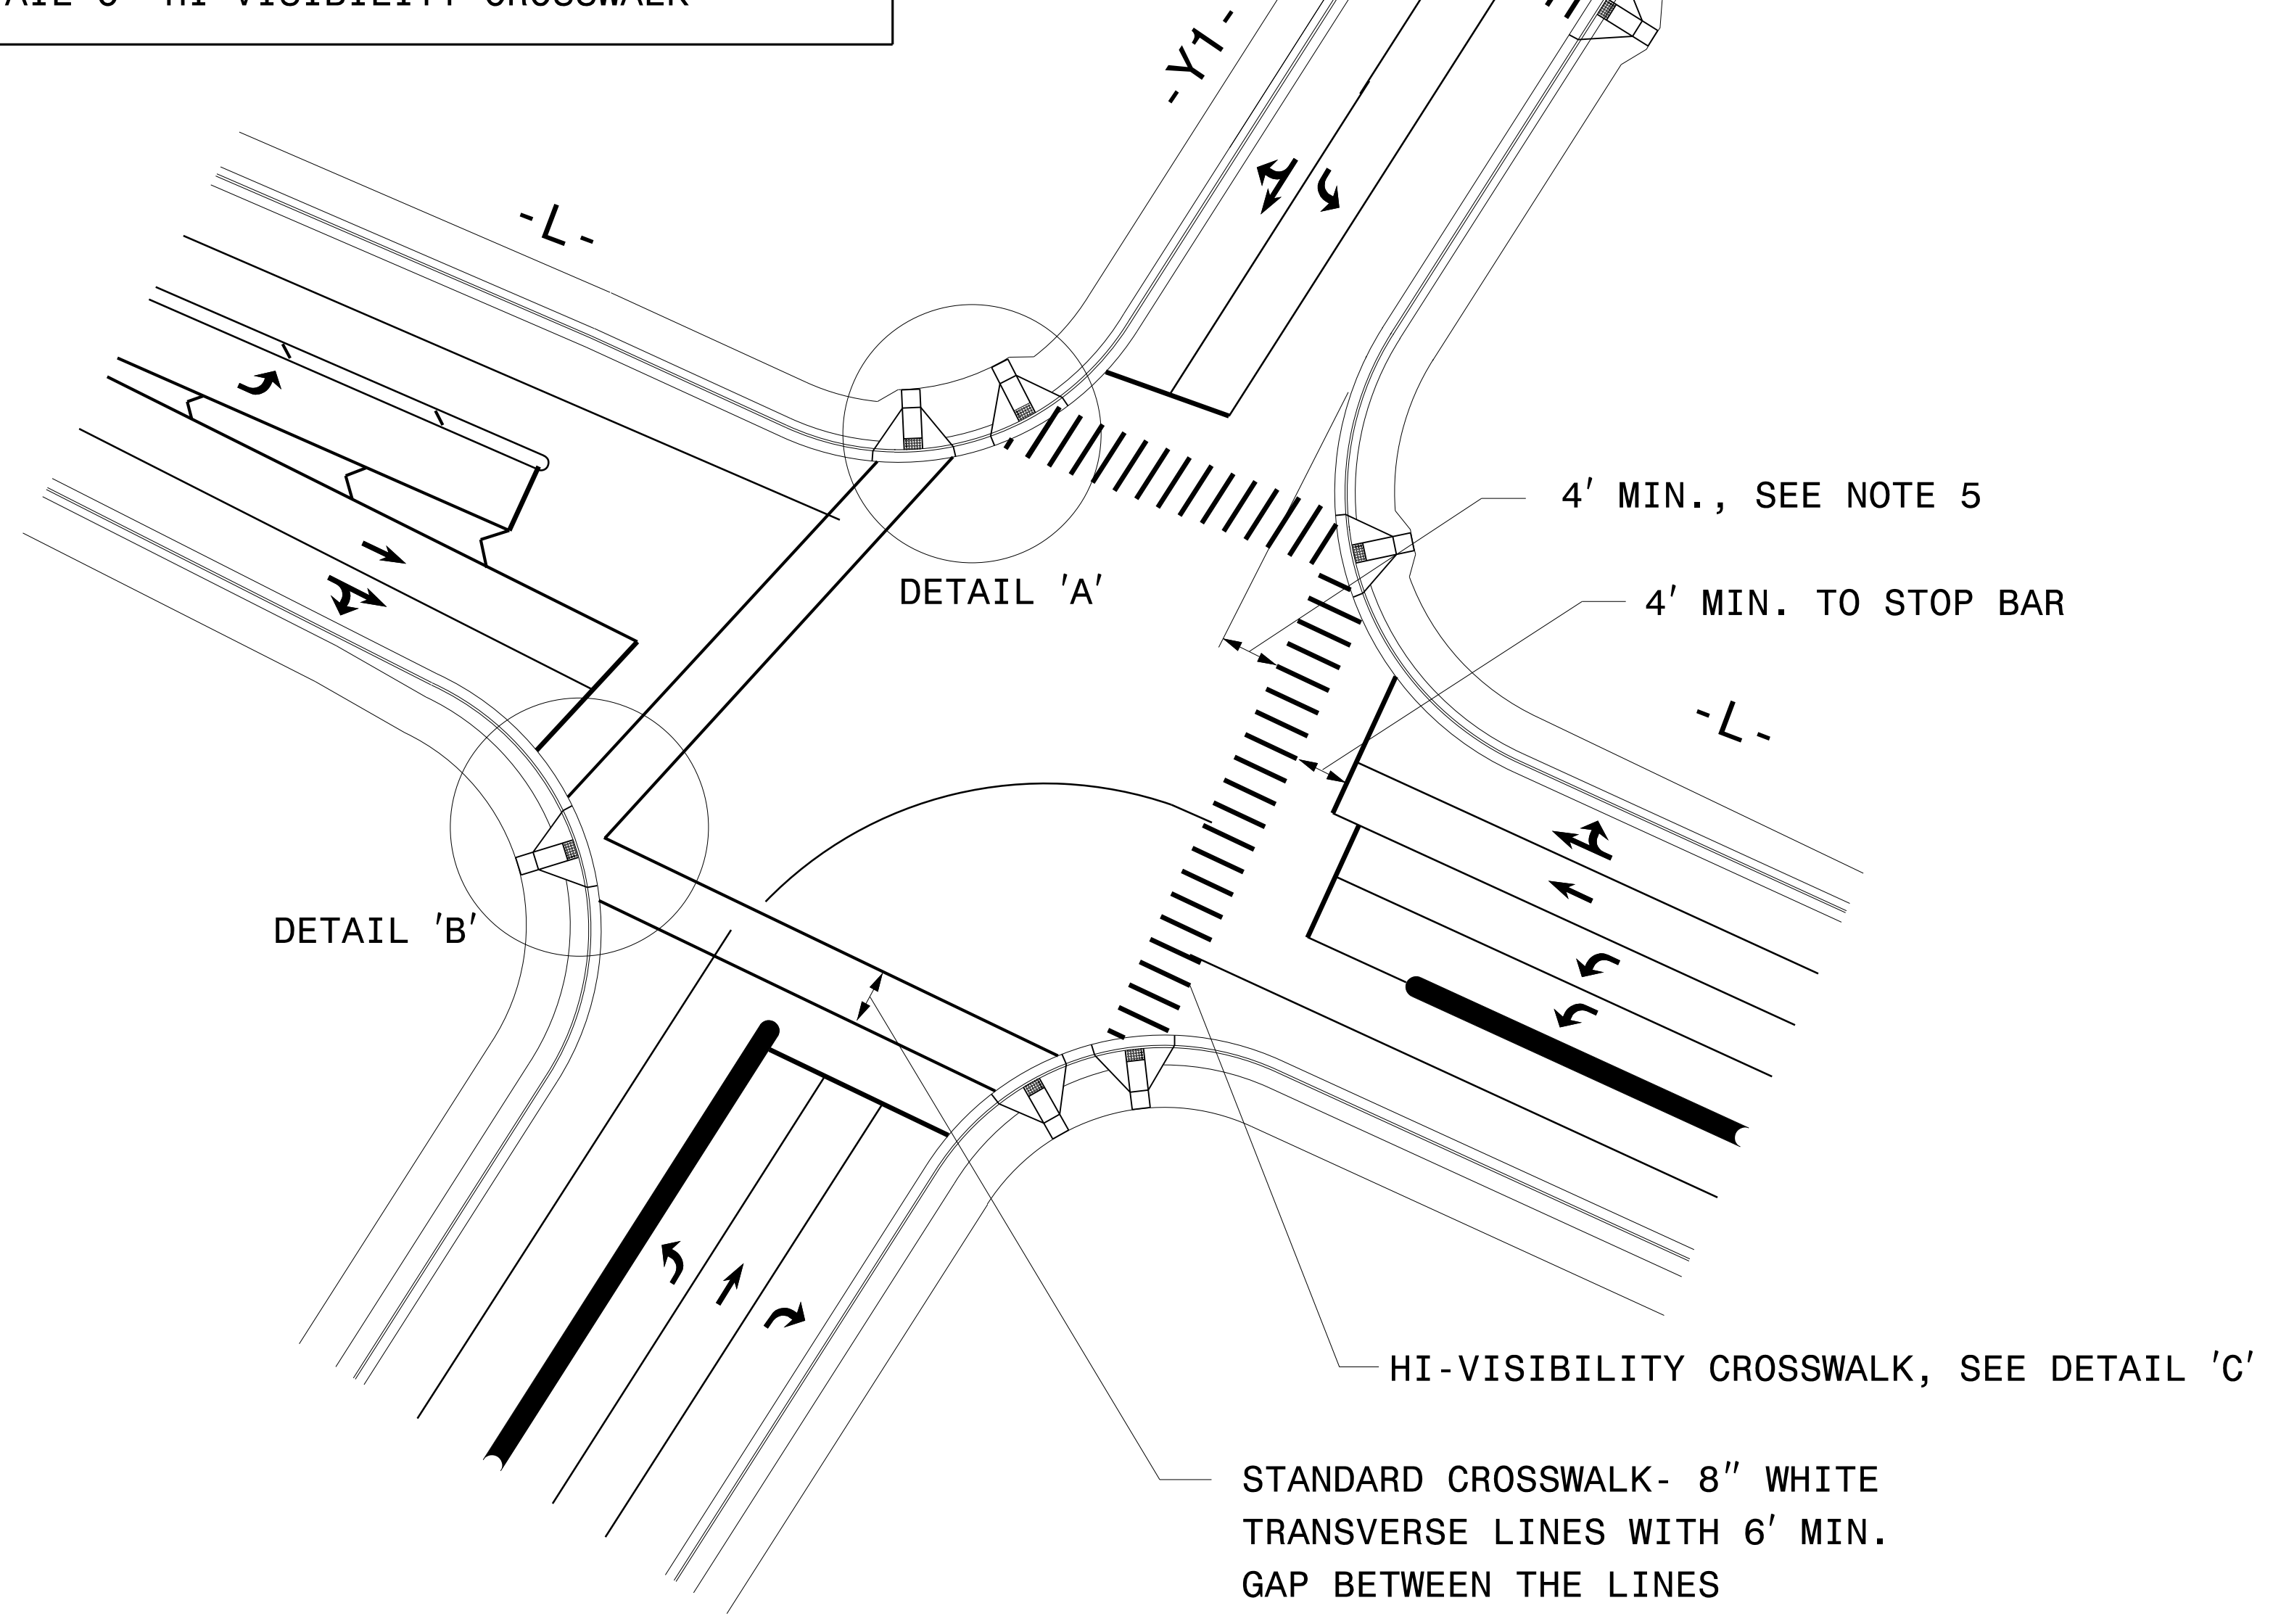 -Y1-
-L-
4' MIN., SEE NOTE 5
DETAIL 'A'
4' MIN. TO STOP BAR
-L-
DETAIL 'B'
HI-VISIBILITY CROSSWALK, SEE DETAIL 'C'
STANDARD CROSSWALK- 8" WHITE
TRANSVERSE LINES WITH 6' MIN.
GAP BETWEEN THE LINES